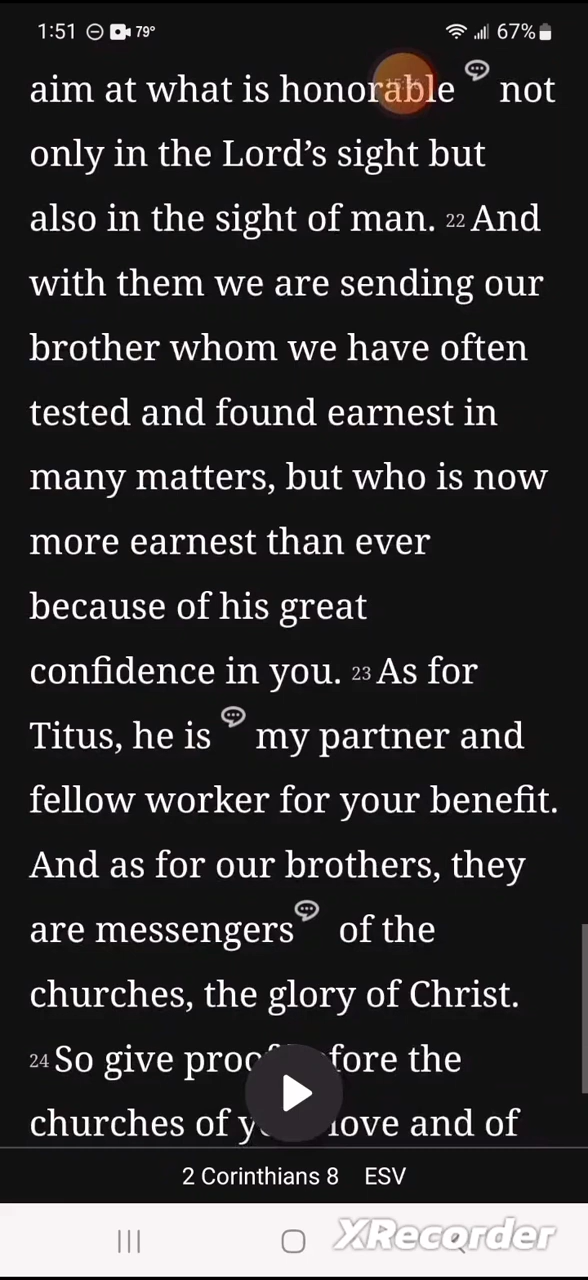 1:51 79° 67%
aim at what is honorable not
only in the Lord’s sight but
also in the sight of man. 22 And
with them we are sending our
brother whom we have often
tested and found earnest in
many matters, but who is now
more earnest than ever
because of his great
confidence in you. 23 As for
Titus, he is my partner and
fellow worker for your benefit.
And as for our brothers, they
are messengers of the
churches, the glory of Christ.
24 So give proof before the
churches of your love and of
2 Corinthians 8 ESV
XRecorder